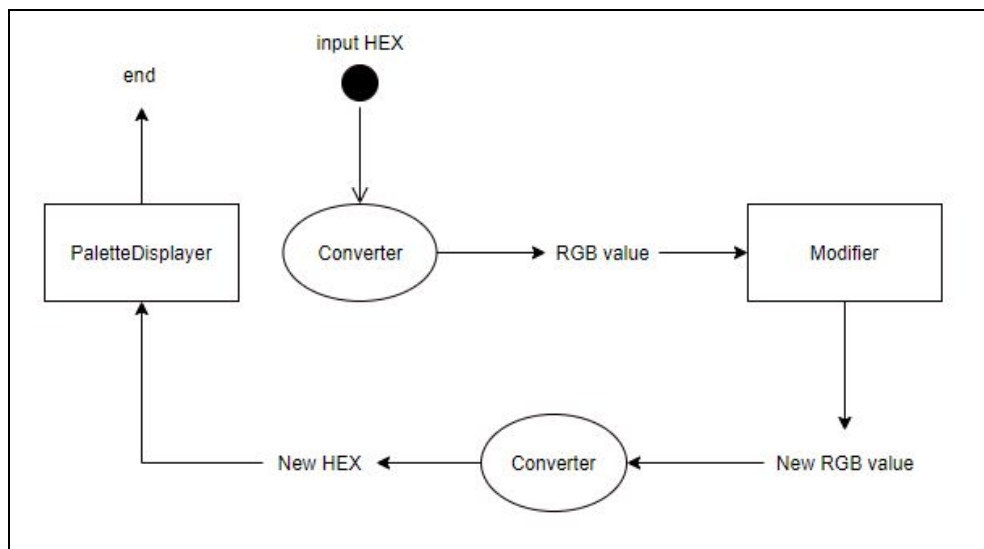 input HEX
end
PaletteDisplayer
Converter
RGB value
Modifier
New HEX
Converter
New RGB value